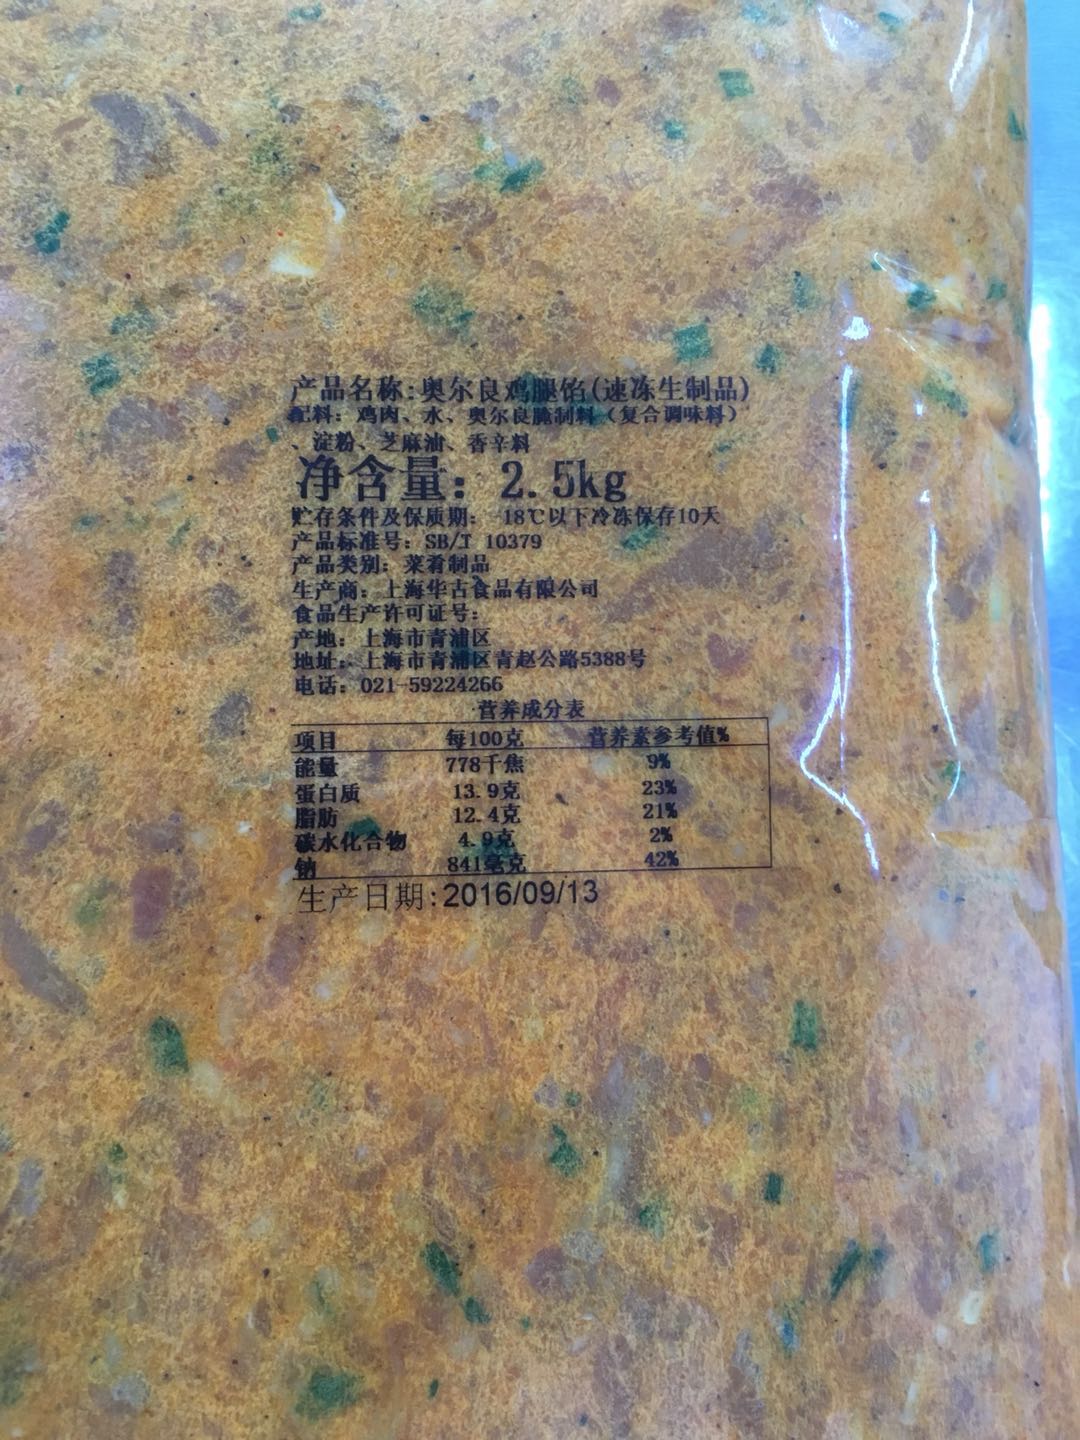 产品名称:奥尔良鸡腿馅(速冻生制品)
配料：鸡肉、水、奥尔良腌制料（复合调味料）
、淀粉、芝麻油、香辛料
净含量：2.5kg
贮存条件及保质期：-18℃以下冷冻保存10天
产品标准号：SB/T 10379
产品类别：菜肴制品
生产商：上海华古食品有限公司
食品生产许可证号：
产地：上海市青浦区
地址：上海市青浦区青赵公路5388号
电话：021-59224266
营养成分表
项目 每100克 营养素参考值%
能量 778千焦 9%
蛋白质 13.9克 23%
脂肪 12.4克 21%
碳水化合物 4.9克 2%
钠 841毫克 42%
生产日期:2016/09/13